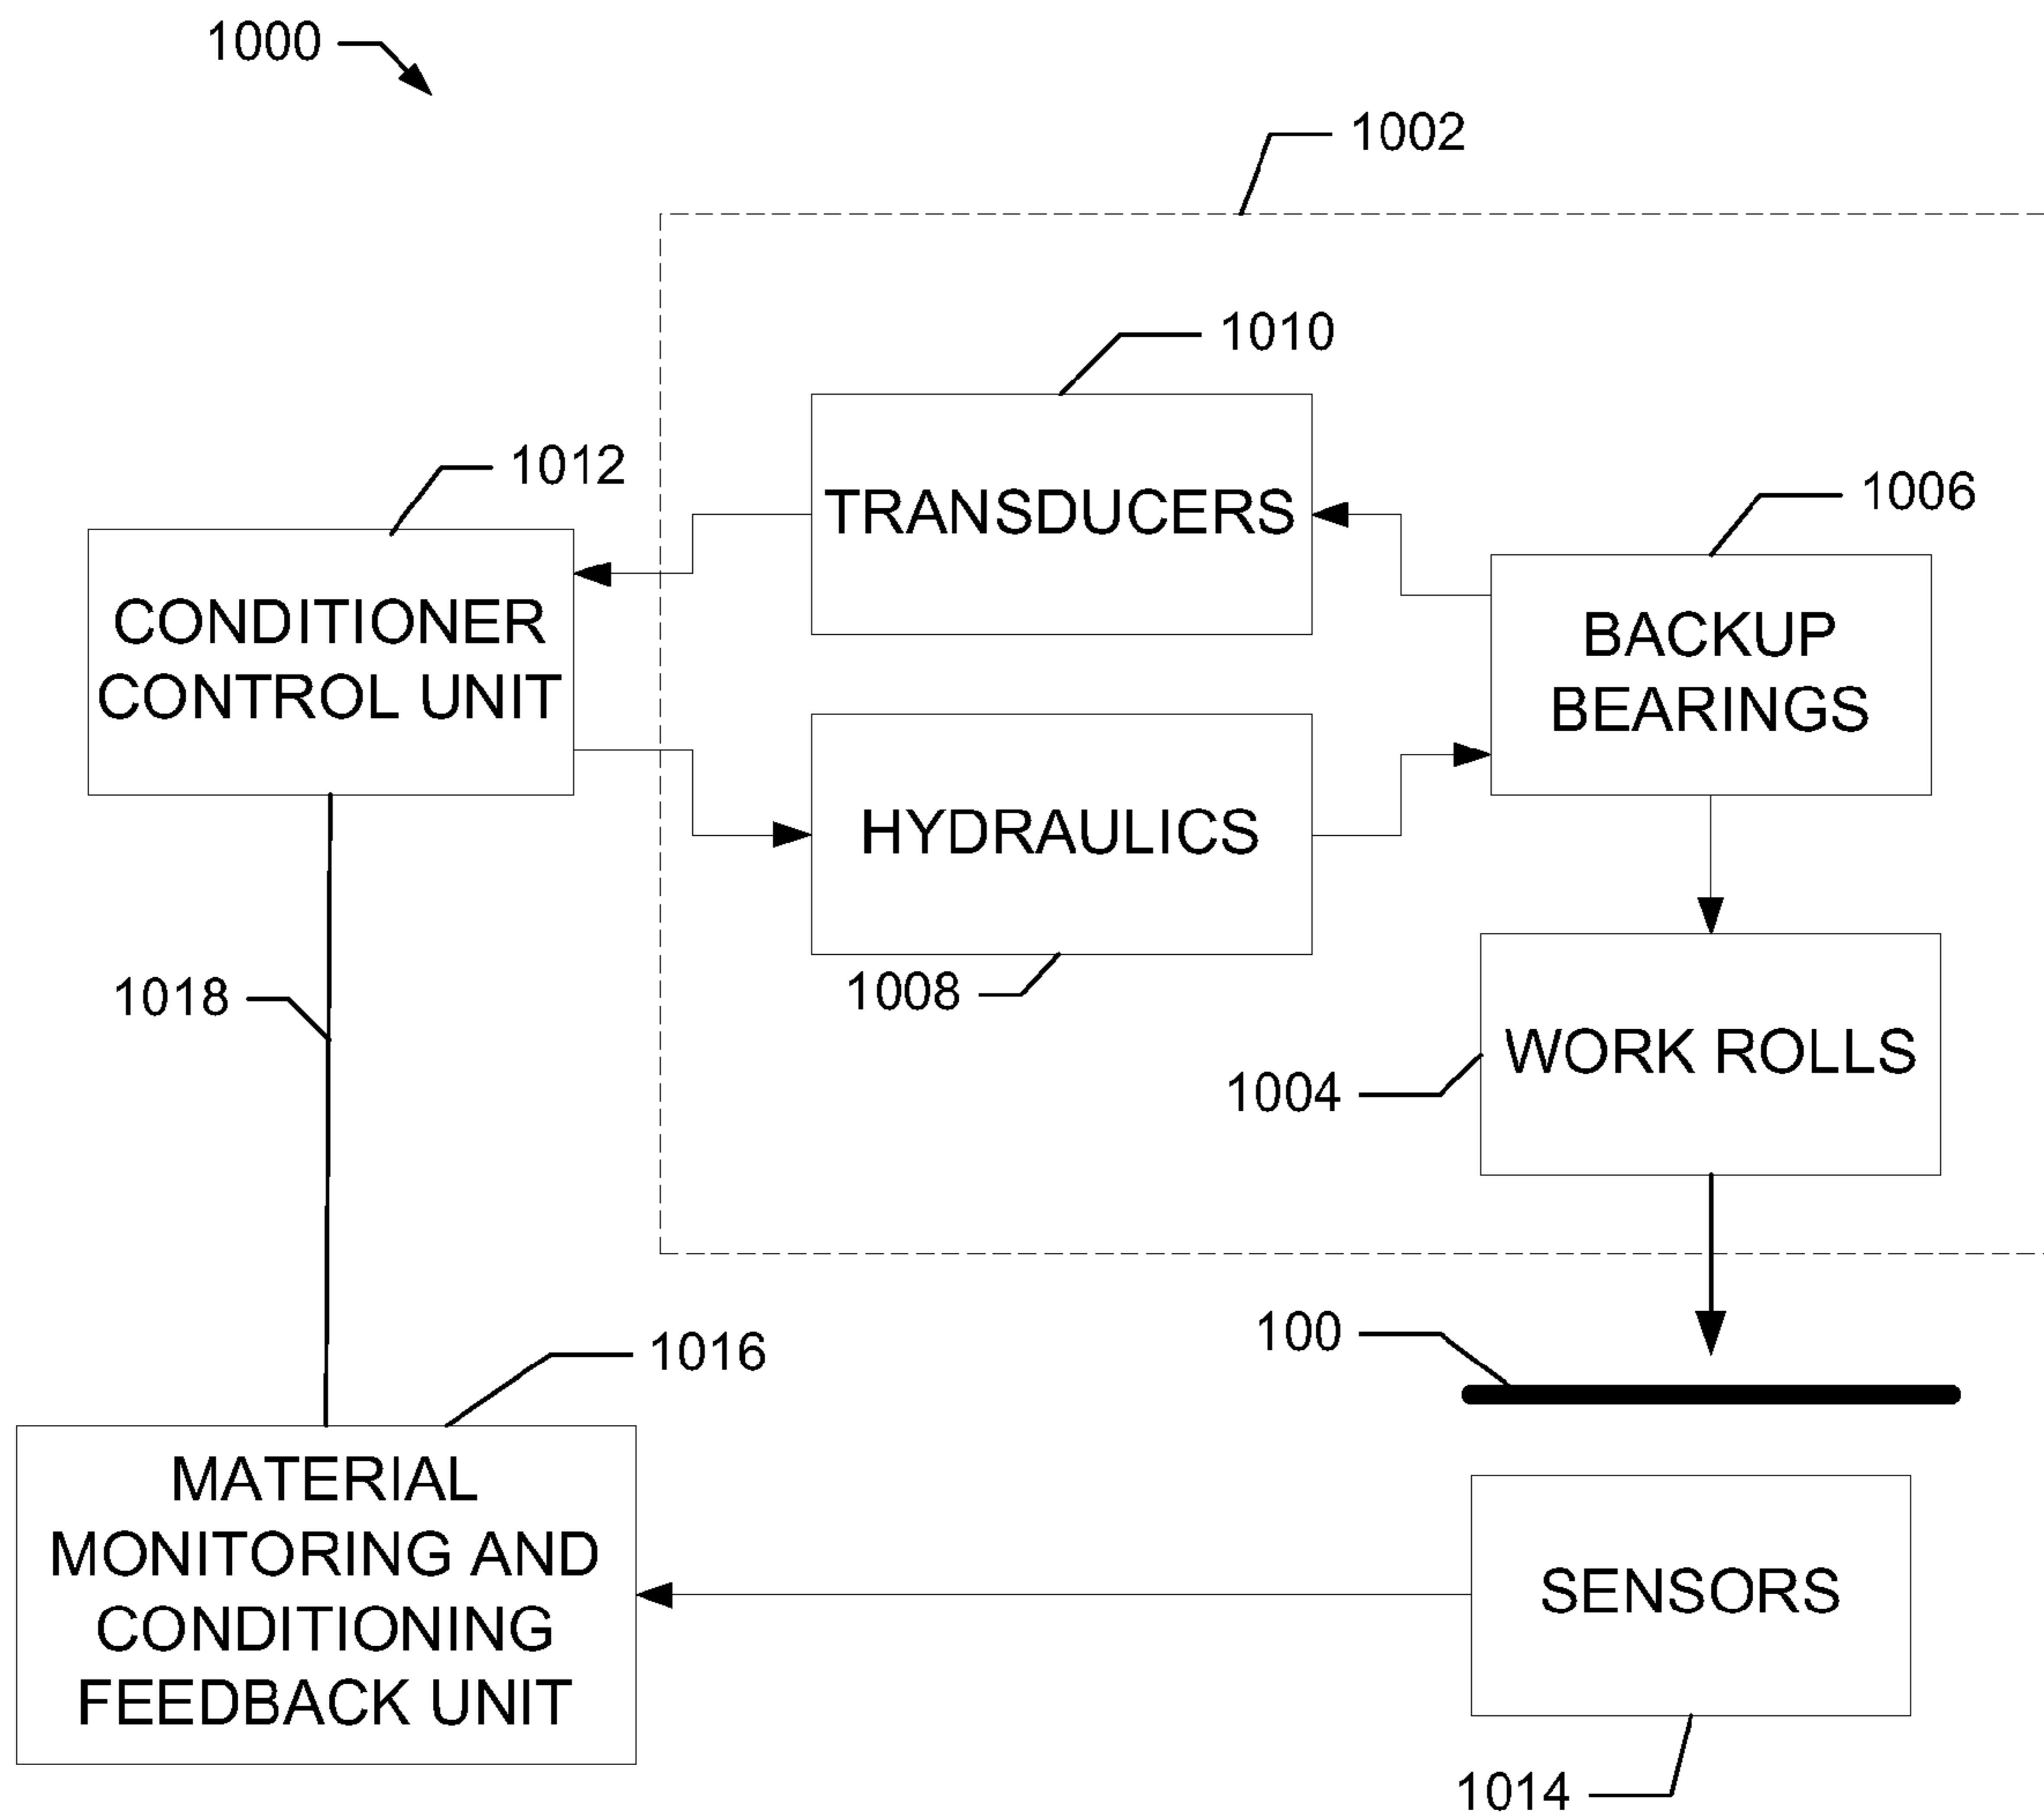 1000
1002
1010
TRANSDUCERS
1012
CONDITIONER
CONTROL UNIT
1006
BACKUP
BEARINGS
HYDRAULICS
1008
1018
WORK ROLLS
1004
100
1016
MATERIAL
MONITORING AND
CONDITIONING
FEEDBACK UNIT
SENSORS
1014